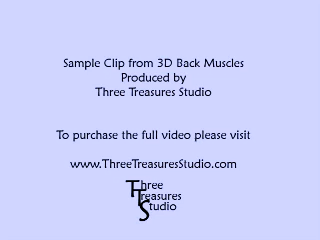 Sample Clip from 3D Back Muscles
Produced by
Three Treasures Studio
To purchase the full video please visit
www.ThreeTreasuresStudio.com
Three
Treasures
Studio